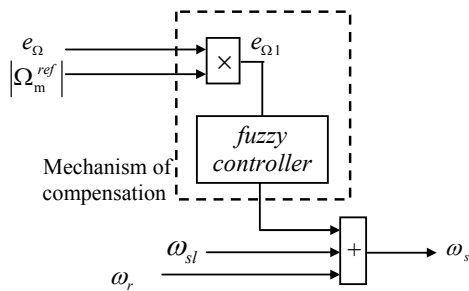 e_Ω
e_Ω1
|Ω_m^ref|
×
fuzzy
controller
Mechanism of
compensation
ω_sl
+
ω_s
ω_r